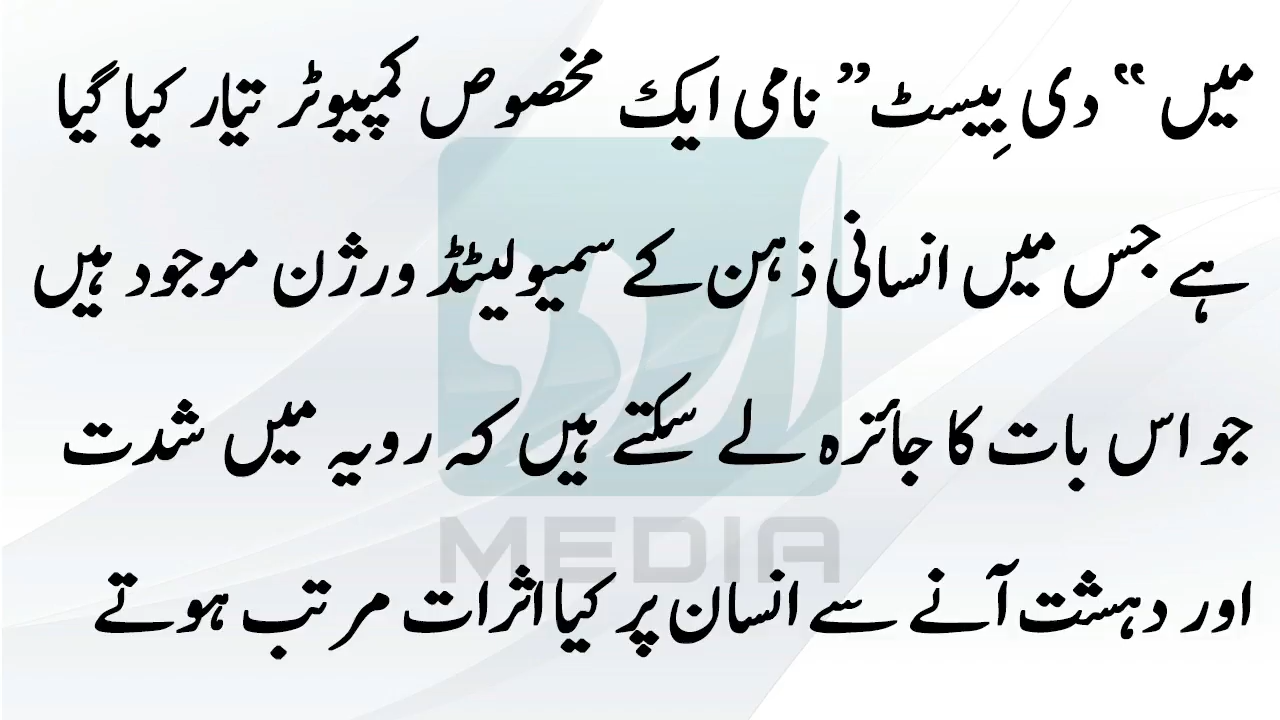 میں “ دی بِیسٹ” نامی ایک مخصوص کمپیوٹر تیار کیا گیا
ہے جس میں انسانی ذہن کے سمیولیٹڈ ورژن موجود ہیں
جو اس بات کا جائزہ لے سکتے ہیں کہ رویہ میں شدت
اور دہشت آنے سے انسان پر کیا اثرات مرتب ہوتے
اردو
MEDIA